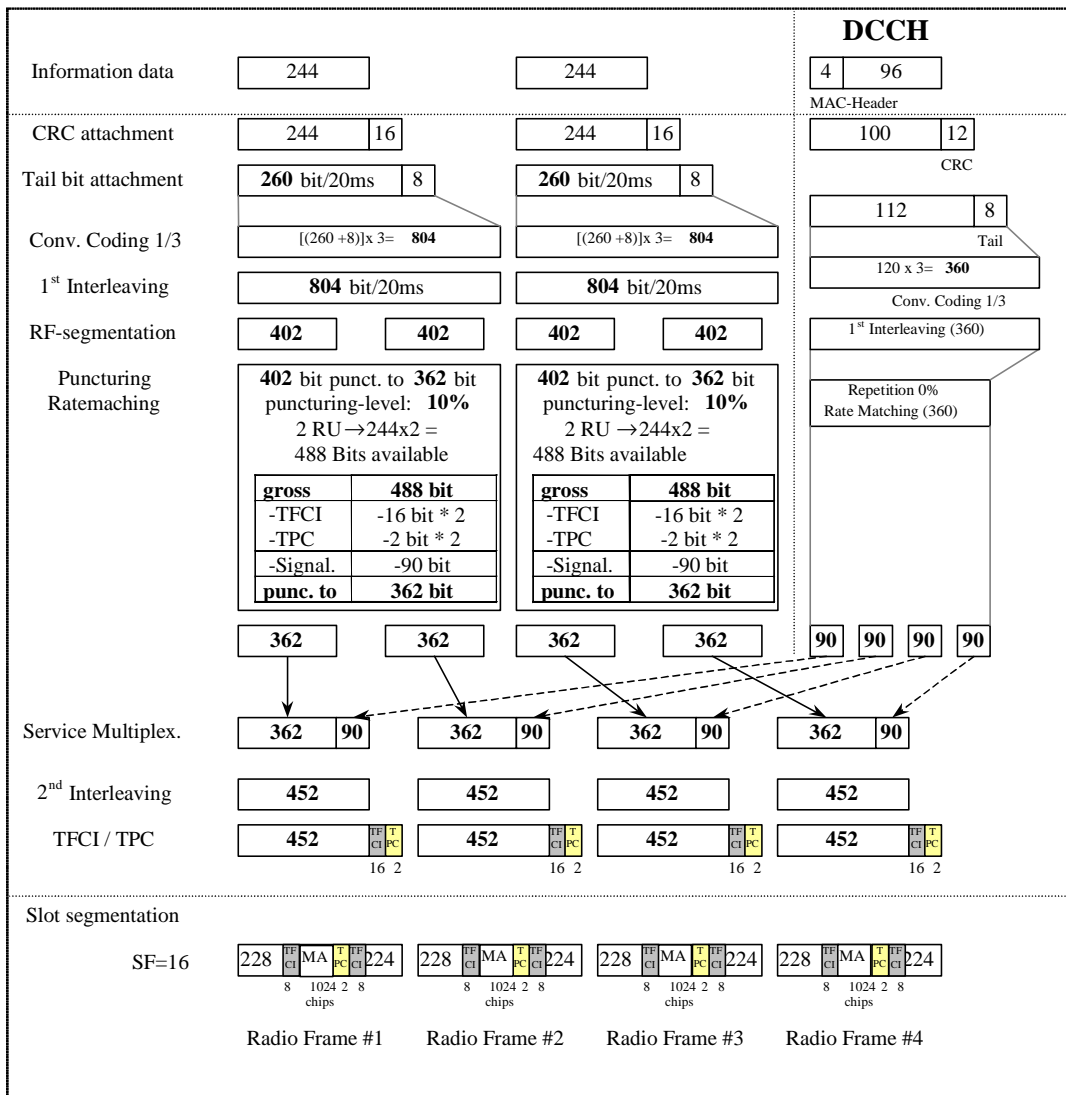 DCCH
Information data 244 244 4 96
MAC-Header
CRC attachment 244 16 244 16 100 12
CRC
Tail bit attachment 260 bit/20ms 8 260 bit/20ms 8
112 8
Tail
Conv. Coding 1/3 [(260 +8)]x 3= 804 [(260 +8)]x 3= 804
120 x 3= 360
Conv. Coding 1/3
1st Interleaving 804 bit/20ms 804 bit/20ms
RF-segmentation 402 402 402 402 1st Interleaving (360)
Puncturing
Ratemaching
402 bit punct. to 362 bit
puncturing-level: 10%
2 RU →244x2 =
488 Bits available
gross 488 bit
-TFCI -16 bit * 2
-TPC -2 bit * 2
-Signal. -90 bit
punc. to 362 bit
402 bit punct. to 362 bit
puncturing-level: 10%
2 RU →244x2 =
488 Bits available
gross 488 bit
-TFCI -16 bit * 2
-TPC -2 bit * 2
-Signal. -90 bit
punc. to 362 bit
Repetition 0%
Rate Matching (360)
362 362 362 362 90 90 90 90
Service Multiplex. 362 90 362 90 362 90 362 90
2nd Interleaving 452 452 452 452
TFCI / TPC 452 TF CI T PC 452 TF CI T PC 452 TF CI T PC 452 TF CI T PC
16 2 16 2 16 2 16 2
Slot segmentation
SF=16 228 TF CI MA T PC TF CI 224 228 TF CI MA T PC TF CI 224 228 TF CI MA T PC TF CI 224 228 TF CI MA T PC TF CI 224
8 1024 2 8 8 1024 2 8 8 1024 2 8 8 1024 2 8
chips chips chips chips
Radio Frame #1 Radio Frame #2 Radio Frame #3 Radio Frame #4